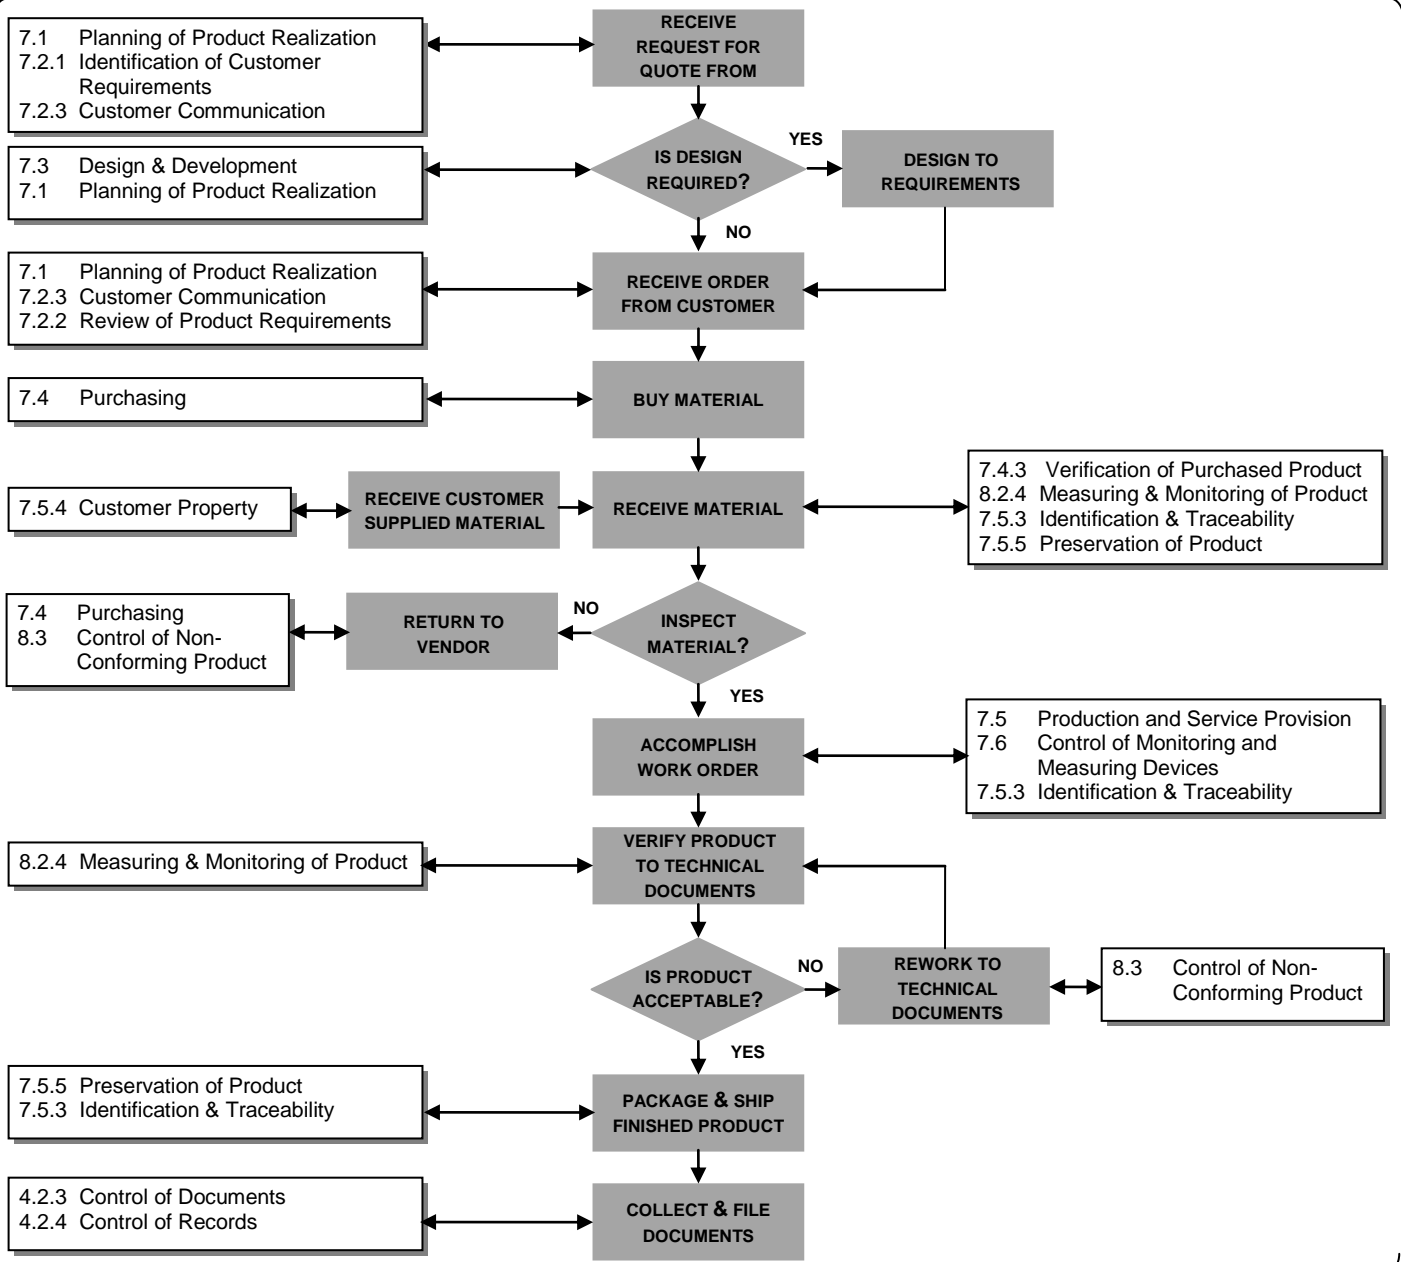 7.1 Planning of Product Realization
7.2.1 Identification of Customer
Requirements
7.2.3 Customer Communication
RECEIVE
REQUEST FOR
QUOTE FROM
7.3 Design & Development
7.1 Planning of Product Realization
IS DESIGN
REQUIRED?
YES
DESIGN TO
REQUIREMENTS
NO
7.1 Planning of Product Realization
7.2.3 Customer Communication
7.2.2 Review of Product Requirements
RECEIVE ORDER
FROM CUSTOMER
7.4 Purchasing
BUY MATERIAL
7.5.4 Customer Property
RECEIVE CUSTOMER
SUPPLIED MATERIAL
RECEIVE MATERIAL
7.4.3 Verification of Purchased Product
8.2.4 Measuring & Monitoring of Product
7.5.3 Identification & Traceability
7.5.5 Preservation of Product
7.4 Purchasing
8.3 Control of Non-
Conforming Product
RETURN TO
VENDOR
NO
INSPECT
MATERIAL?
YES
ACCOMPLISH
WORK ORDER
7.5 Production and Service Provision
7.6 Control of Monitoring and
Measuring Devices
7.5.3 Identification & Traceability
8.2.4 Measuring & Monitoring of Product
VERIFY PRODUCT
TO TECHNICAL
DOCUMENTS
IS PRODUCT
ACCEPTABLE?
NO
REWORK TO
TECHNICAL
DOCUMENTS
8.3 Control of Non-
Conforming Product
YES
7.5.5 Preservation of Product
7.5.3 Identification & Traceability
PACKAGE & SHIP
FINISHED PRODUCT
4.2.3 Control of Documents
4.2.4 Control of Records
COLLECT & FILE
DOCUMENTS